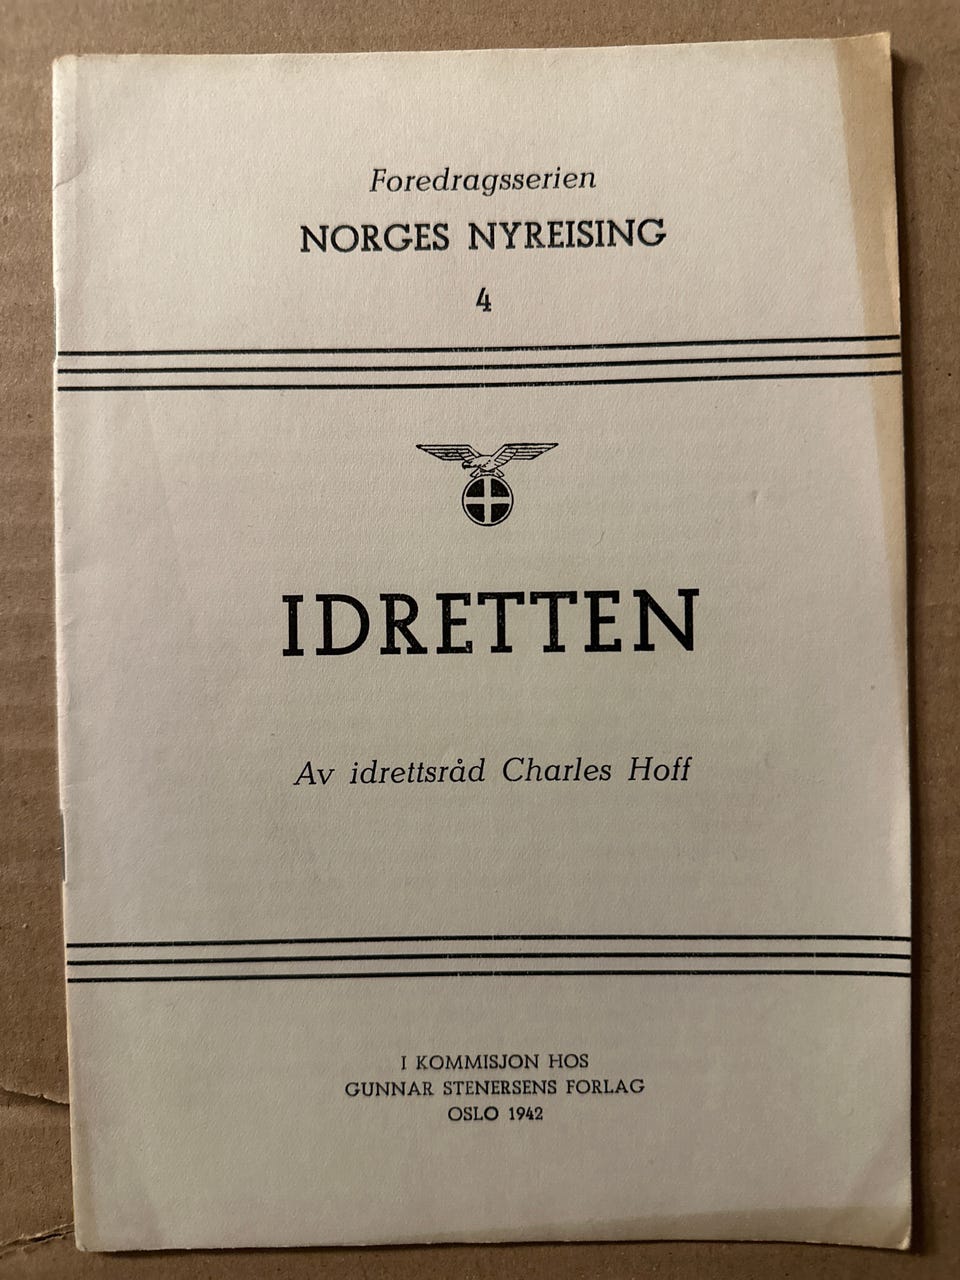 Foredragsserien
NORGES NYREISING
4
IDRETTEN
Av idrettsråd Charles Hoff
I KOMMISJON HOS
GUNNAR STENERSENS FORLAG
OSLO 1942